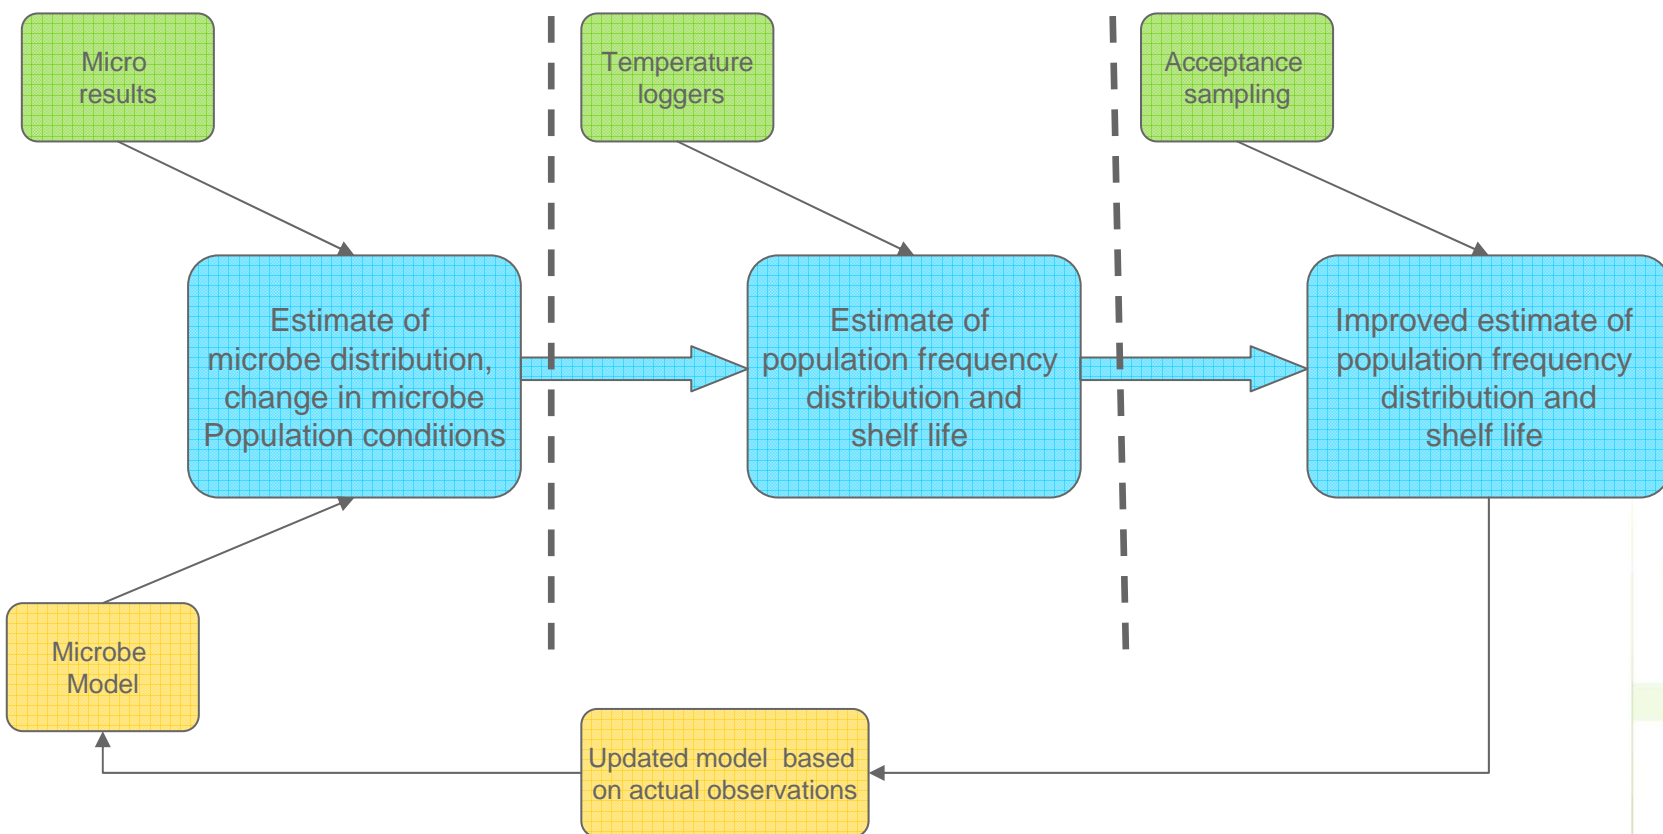 Micro
results
Temperature
loggers
Acceptance
sampling
Estimate of
microbe distribution,
change in microbe
Population conditions
Estimate of
population frequency
distribution and
shelf life
Improved estimate of
population frequency
distribution and
shelf life
Microbe
Model
Updated model based
on actual observations